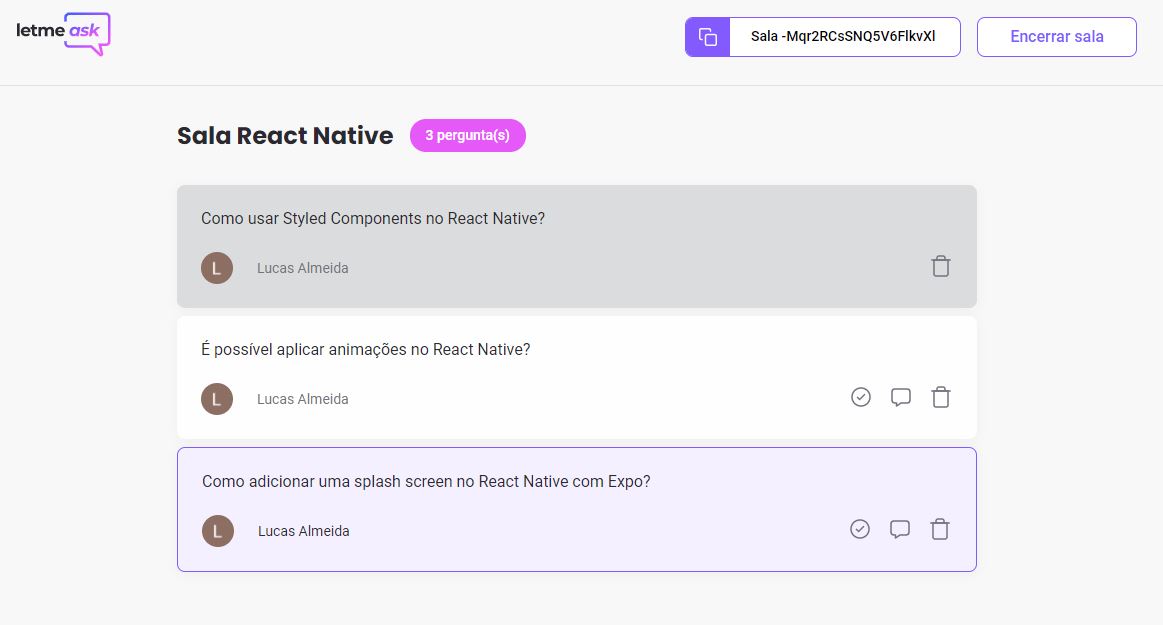 letmeask
Sala -Mqr2RCsSNQ5V6FlkvXl
Encerrar sala
Sala React Native
3 pergunta(s)
Como usar Styled Components no React Native?
L
Lucas Almeida
É possível aplicar animações no React Native?
L
Lucas Almeida
Como adicionar uma splash screen no React Native com Expo?
L
Lucas Almeida